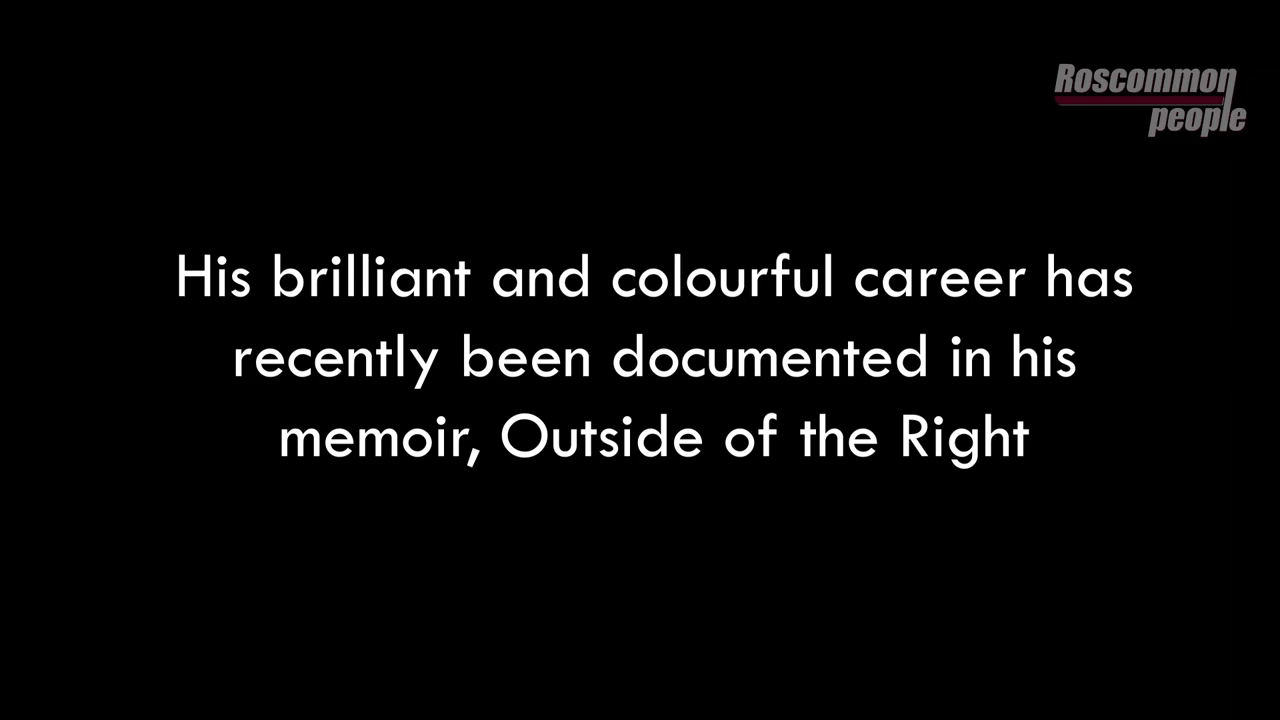 Roscommon
people
His brilliant and colourful career has
recently been documented in his
memoir, Outside of the Right